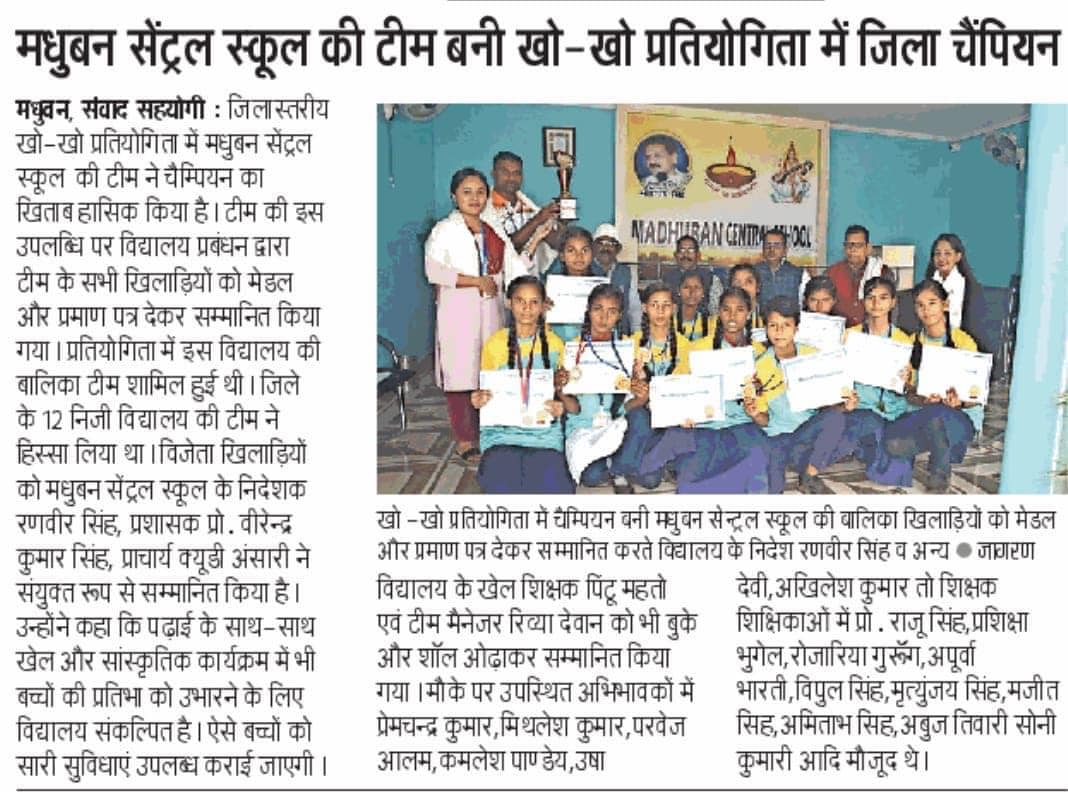 मधुबन सेंट्रल स्कूल की टीम बनी खो-खो प्रतियोगिता में जिला चैंपियन
मधुवन, संवाद सहयोगी : जिलास्तरीय
खो-खो प्रतियोगिता में मधुबन सेंट्रल
स्कूल की टीम ने चैम्पियन का
खिताब हासिक किया है। टीम की इस
उपलब्धि पर विद्यालय प्रबंधन द्वारा
टीम के सभी खिलाड़ियों को मेडल
और प्रमाण पत्र देकर सम्मानित किया
गया। प्रतियोगिता में इस विद्यालय की
बालिका टीम शामिल हुई थी। जिले
के 12 निजी विद्यालय की टीम ने
हिस्सा लिया था। विजेता खिलाड़ियों
को मधुबन सेंट्रल स्कूल के निदेशक
रणवीर सिंह, प्रशासक प्रो. वीरेन्द्र
कुमार सिंह, प्राचार्य क्यूडी अंसारी ने
संयुक्त रूप से सम्मानित किया है।
उन्होंने कहा कि पढ़ाई के साथ-साथ
खेल और सांस्कृतिक कार्यक्रम में भी
बच्चों की प्रतिभा को उभारने के लिए
विद्यालय संकल्पित है। ऐसे बच्चों को
सारी सुविधाएं उपलब्ध कराई जाएगी।
MADHUBAN CENTRAL SCHOOL
खो -खो प्रतियोगिता में चैम्पियन बनी मधुबन सेन्ट्रल स्कूल की बालिका खिलाड़ियों को मेडल
और प्रमाण पत्र देकर सम्मानित करते विद्यालय के निदेश रणवीर सिंह व अन्य ● जागरण
विद्यालय के खेल शिक्षक पिंटू महतो
एवं टीम मैनेजर रिव्या देवान को भी बुके
और शॉल ओढ़ाकर सम्मानित किया
गया। मौके पर उपस्थित अभिभावकों में
प्रेमचन्द्र कुमार,मिथलेश कुमार,परवेज
आलम,कमलेश पाण्डेय,उषा
देवी,अखिलेश कुमार तो शिक्षक
शिक्षिकाओं में प्रो. राजू सिंह,प्रशिक्षा
भुगेल,रोजारिया गुरूँग,अपूर्वा
भारती,विपुल सिंह,मृत्युंजय सिंह,मजीत
सिह,अमिताभ सिह,अबुज तिवारी सोनी
कुमारी आदि मौजूद थे।